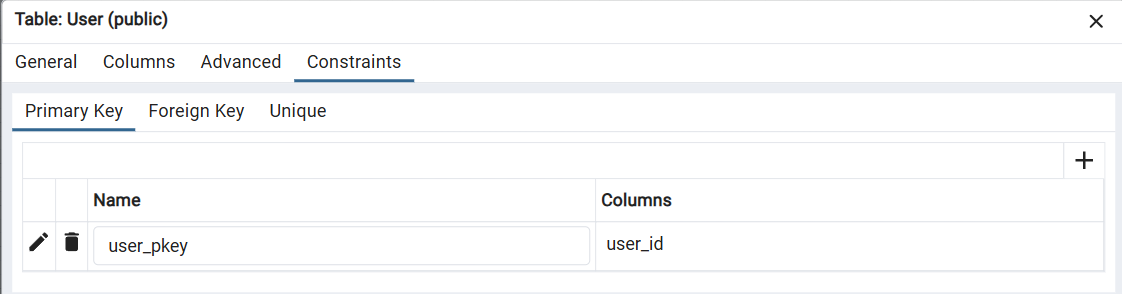 Table: User (public)
General Columns Advanced Constraints
Primary Key Foreign Key Unique
Name Columns
user_pkey user_id